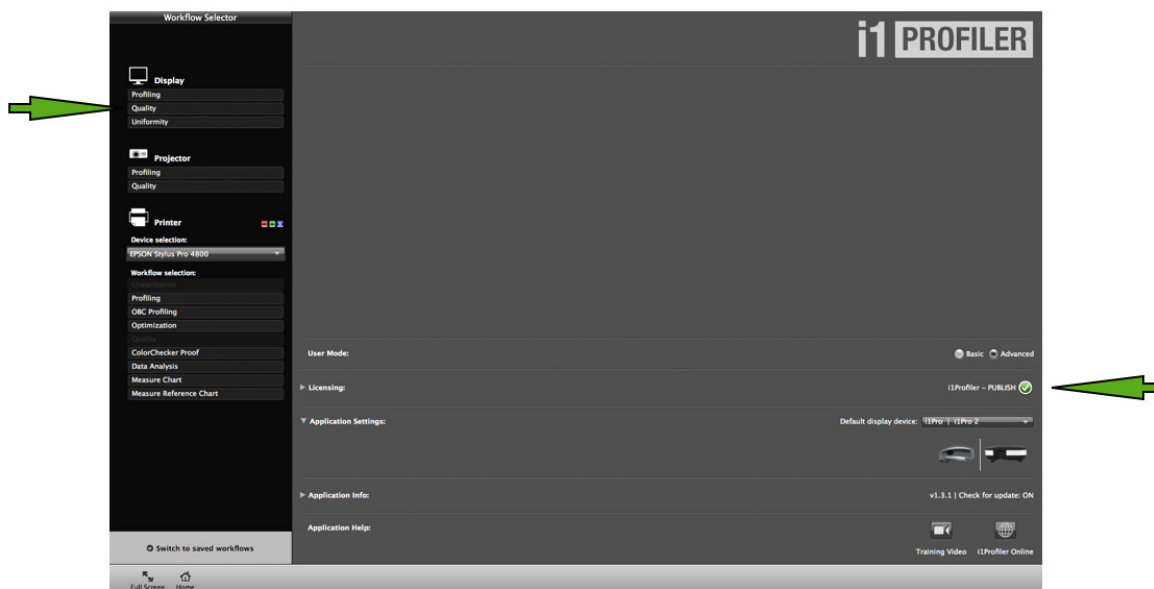 Workflow Selector
i1 PROFILER
Display
Profiling
Quality
Uniformity
Projector
Profiling
Quality
Printer
Device selection:
EPSON Stylus Pro 4800
Workflow selection:
Linearization
Profiling
OBC Profiling
Optimization
Quality
ColorChecker Proof
Data Analysis
Measure Chart
Measure Reference Chart
Switch to saved workflows
User Mode:
Basic Advanced
Licensing:
i1Profiler – PUBLISH
Application Settings:
Default display device: i1Pro | i1Pro 2
Application Info:
v1.3.1 | Check for update: ON
Application Help:
Training Video i1Profiler Online
Full Screen Home